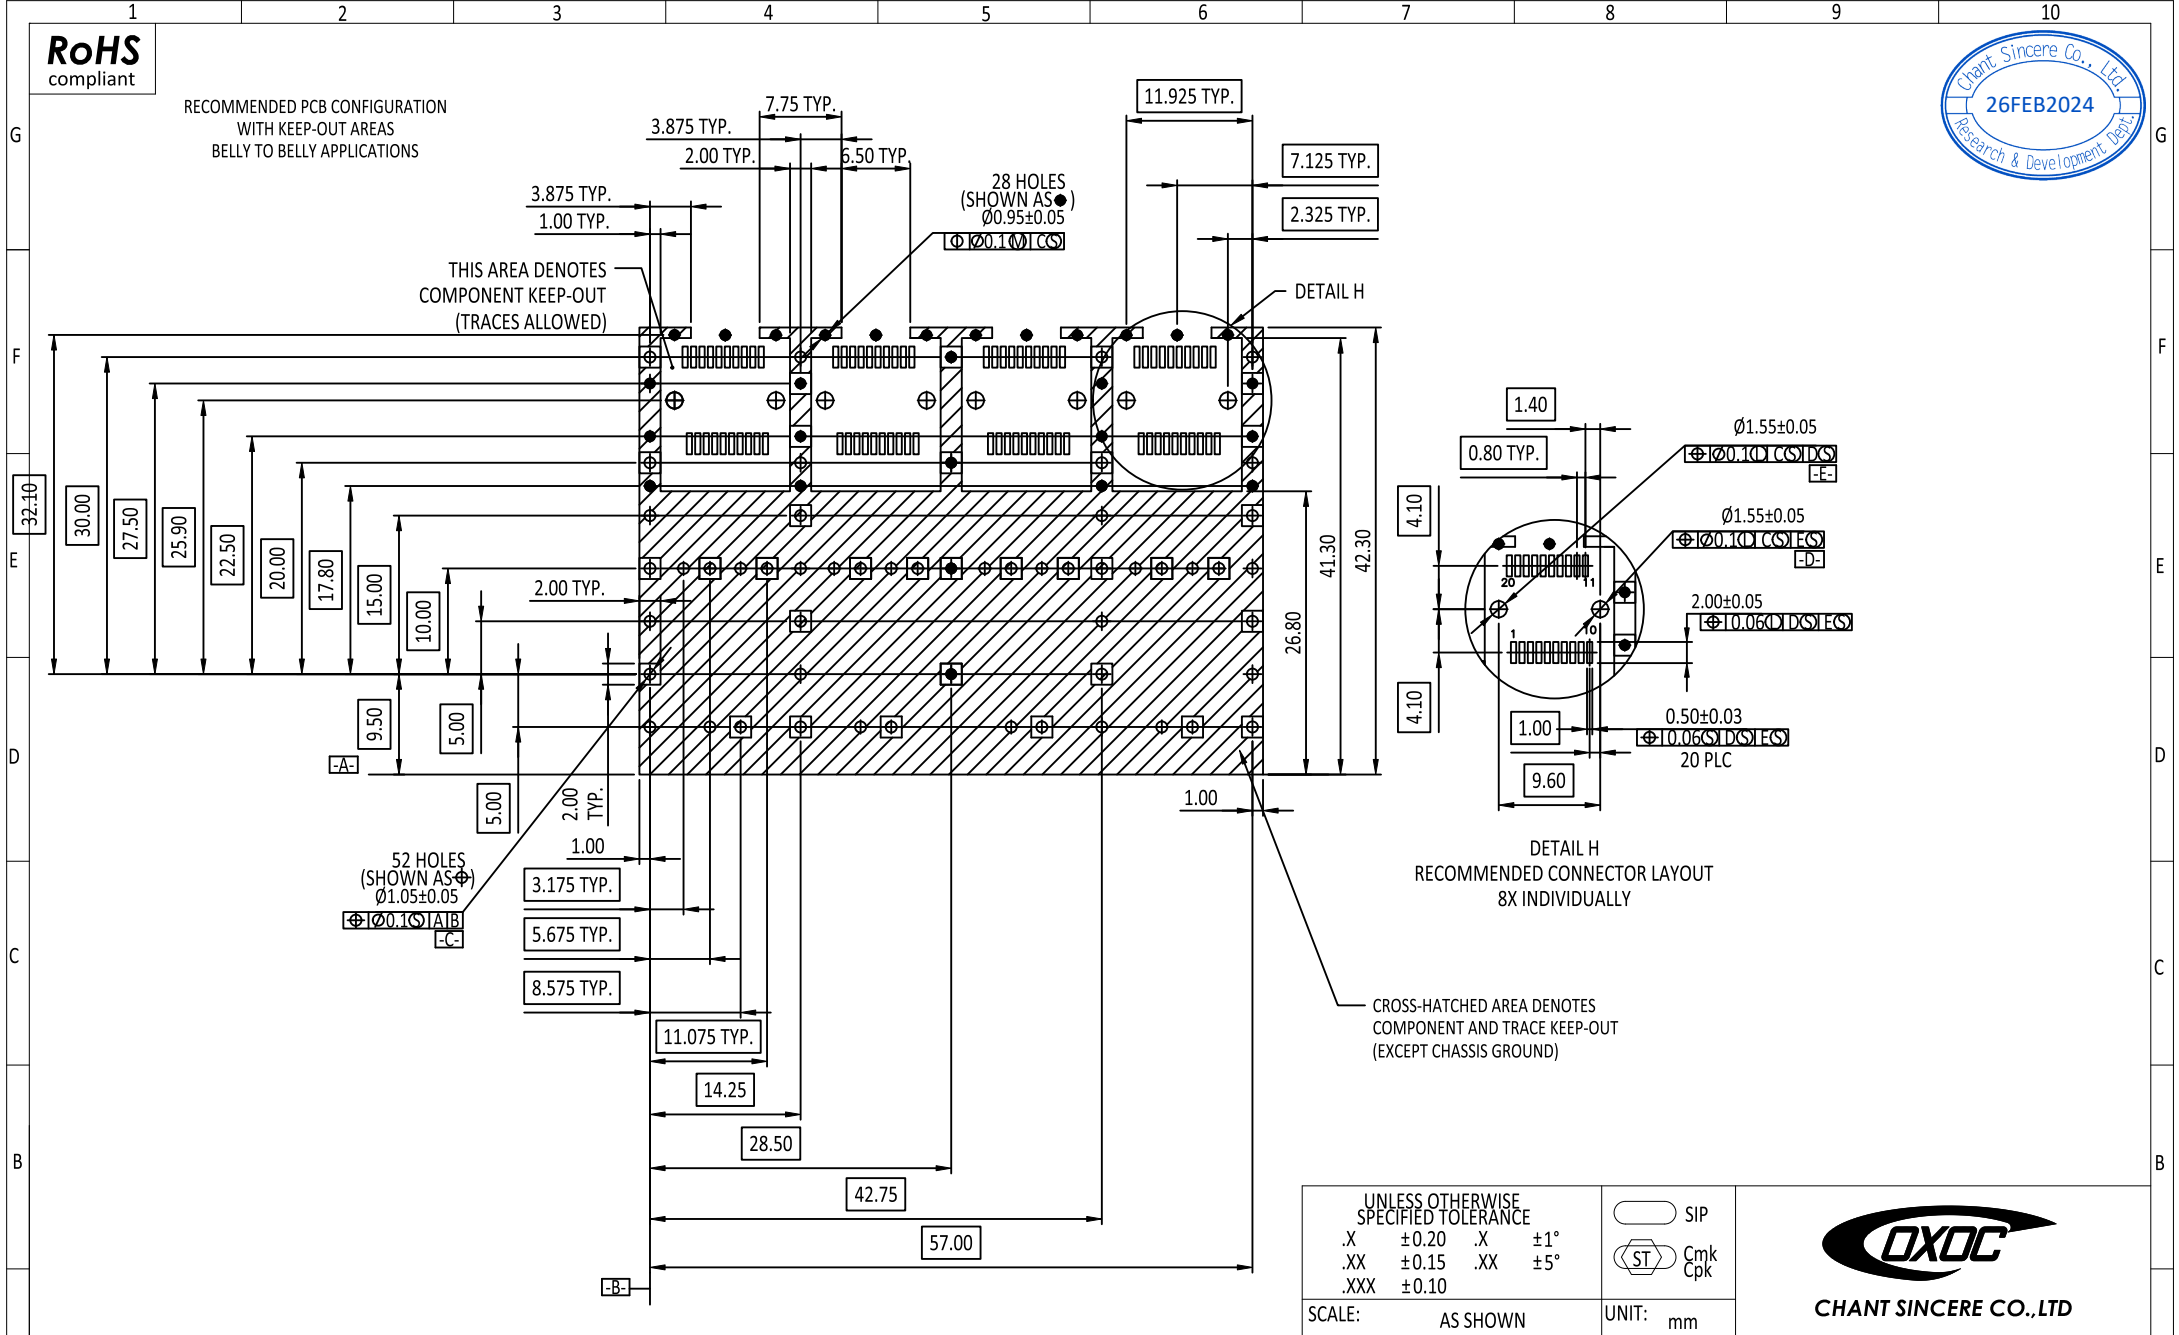 1 2 3 4 5 6 7 8 9 10
RoHS
compliant
RECOMMENDED PCB CONFIGURATION
WITH KEEP-OUT AREAS
BELLY TO BELLY APPLICATIONS
Chant Sincere Co., Ltd.
26FEB2024
Research & Development Dept.
G
G
7.75 TYP.
11.925 TYP.
3.875 TYP.
2.00 TYP.
6.50 TYP.
7.125 TYP.
3.875 TYP.
1.00 TYP.
28 HOLES
(SHOWN AS )
Ø0.95±0.05
Ø0.1 M C S
2.325 TYP.
THIS AREA DENOTES
COMPONENT KEEP-OUT
(TRACES ALLOWED)
DETAIL H
F
F
1.40
0.80 TYP.
Ø1.55±0.05
-E-
4.10
Ø1.55±0.05
-D-
32.10
30.00
27.50
25.90
22.50
20.00
17.80
15.00
10.00
E
E
2.00 TYP.
41.30
42.30
26.80
20
11
1
2.00±0.05
4.10
1.00
0.50±0.03
20 PLC
9.60
9.50
5.00
D
D
-A-
5.00
2.00
TYP.
1.00
1.00
52 HOLES
(SHOWN AS )
Ø1.05±0.05
Ø0.1 S A B
-C-
DETAIL H
RECOMMENDED CONNECTOR LAYOUT
8X INDIVIDUALLY
3.175 TYP.
5.675 TYP.
8.575 TYP.
C
C
11.075 TYP.
CROSS-HATCHED AREA DENOTES
COMPONENT AND TRACE KEEP-OUT
(EXCEPT CHASSIS GROUND)
14.25
28.50
B
B
42.75
57.00
-B-
UNLESS OTHERWISE
SPECIFIED TOLERANCE
.X ±0.20 .X ±1°
.XX ±0.15 .XX ±5°
.XXX ±0.10
SIP
ST Cmk
Cpk
SCALE: AS SHOWN
UNIT: mm
OXOC
CHANT SINCERE CO.,LTD